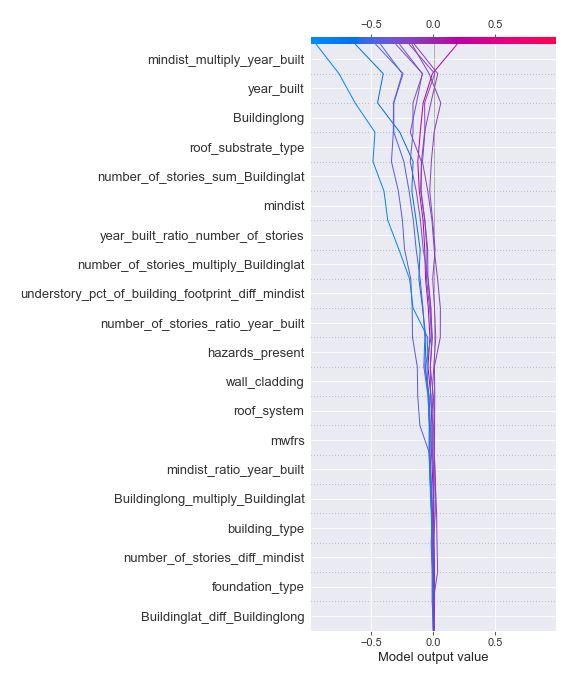 −0.5 0.0 0.5
mindist_multiply_year_built
year_built
Buildinglong
roof_substrate_type
number_of_stories_sum_Buildinglat
mindist
year_built_ratio_number_of_stories
number_of_stories_multiply_Buildinglat
understory_pct_of_building_footprint_diff_mindist
number_of_stories_ratio_year_built
hazards_present
wall_cladding
roof_system
mwfrs
mindist_ratio_year_built
Buildinglong_multiply_Buildinglat
building_type
number_of_stories_diff_mindist
foundation_type
Buildinglat_diff_Buildinglong
−0.5 0.0 0.5
Model output value